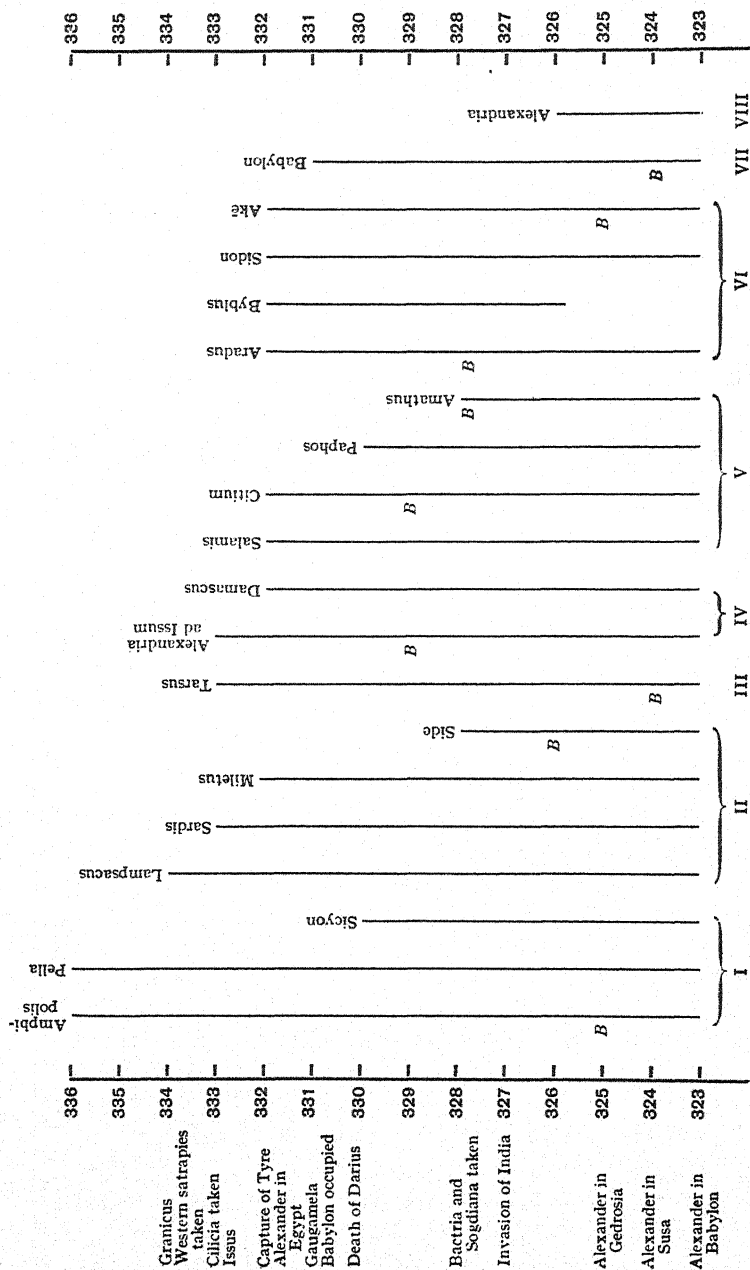 336
335
334
333
332
331
330
329
328
327
326
325
324
323
Alexandria
VIII
Babylon
B
VII
Akê
B
Sidon
Byblus
Aradus
B
VI
Amathus
B
Paphos
Citium
B
Salamis
V
Damascus
Alexandria
ad Issum
B
IV
Tarsus
B
III
Side
B
Miletus
Sardis
Lampsacus
II
Sicyon
Pella
Amphi-
polis
B
I
336
335
334
333
332
331
330
329
328
327
326
325
324
323
Granicus
Western satrapies
taken
Cilicia taken
Issus
Capture of Tyre
Alexander in
Egypt
Gaugamela
Babylon occupied
Death of Darius
Bactria and
Sogdiana taken
Invasion of India
Alexander in
Gedrosia
Alexander in
Susa
Alexander in
Babylon